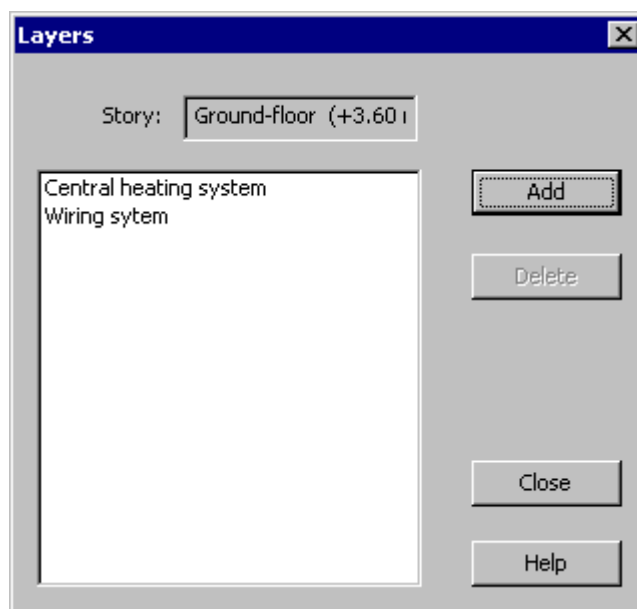 Layers
Story: Ground-floor (+3.60
Central heating system
Wiring sytem
Add
Delete
Close
Help